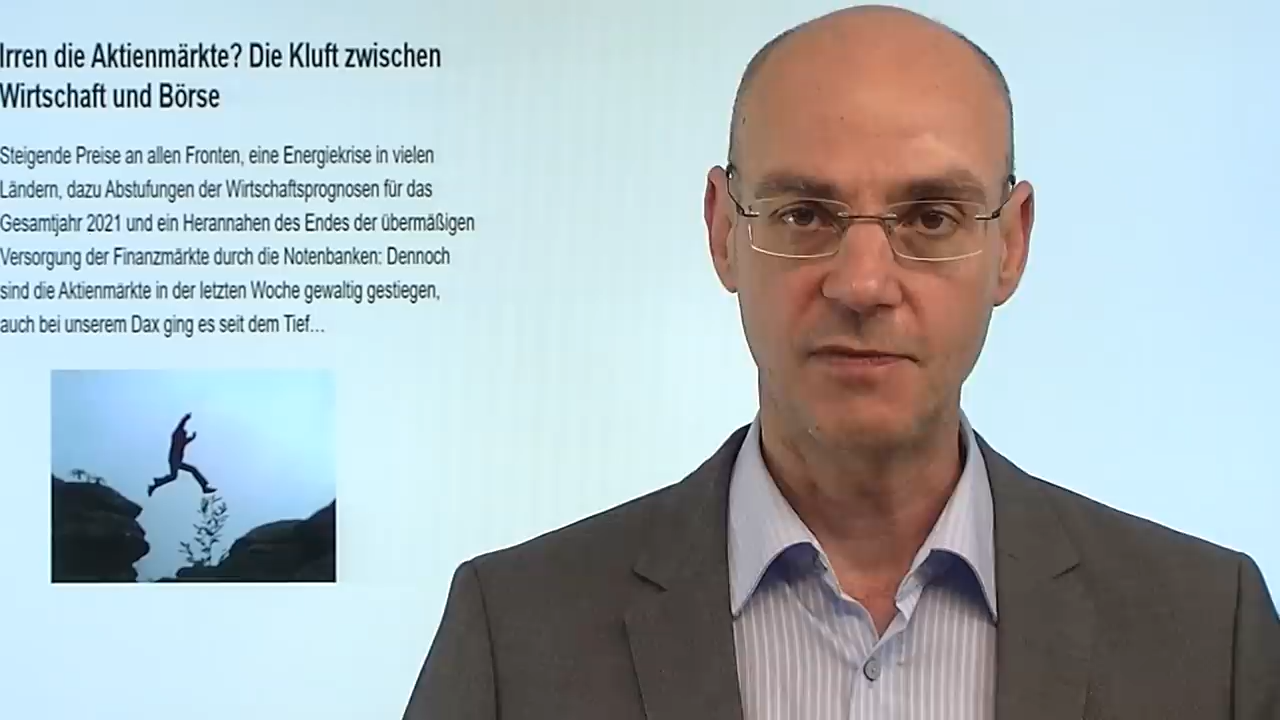 Irren die Aktienmärkte? Die Kluft zwischen
Wirtschaft und Börse
Steigende Preise an allen Fronten, eine Energiekrise in vielen
Ländern, dazu Abstufungen der Wirtschaftsprognosen für das
Gesamtjahr 2021 und ein Herannahen des Endes der übermäßigen
Versorgung der Finanzmärkte durch die Notenbanken: Dennoch
sind die Aktienmärkte in der letzten Woche gewaltig gestiegen,
auch bei unserem Dax ging es seit dem Tief...